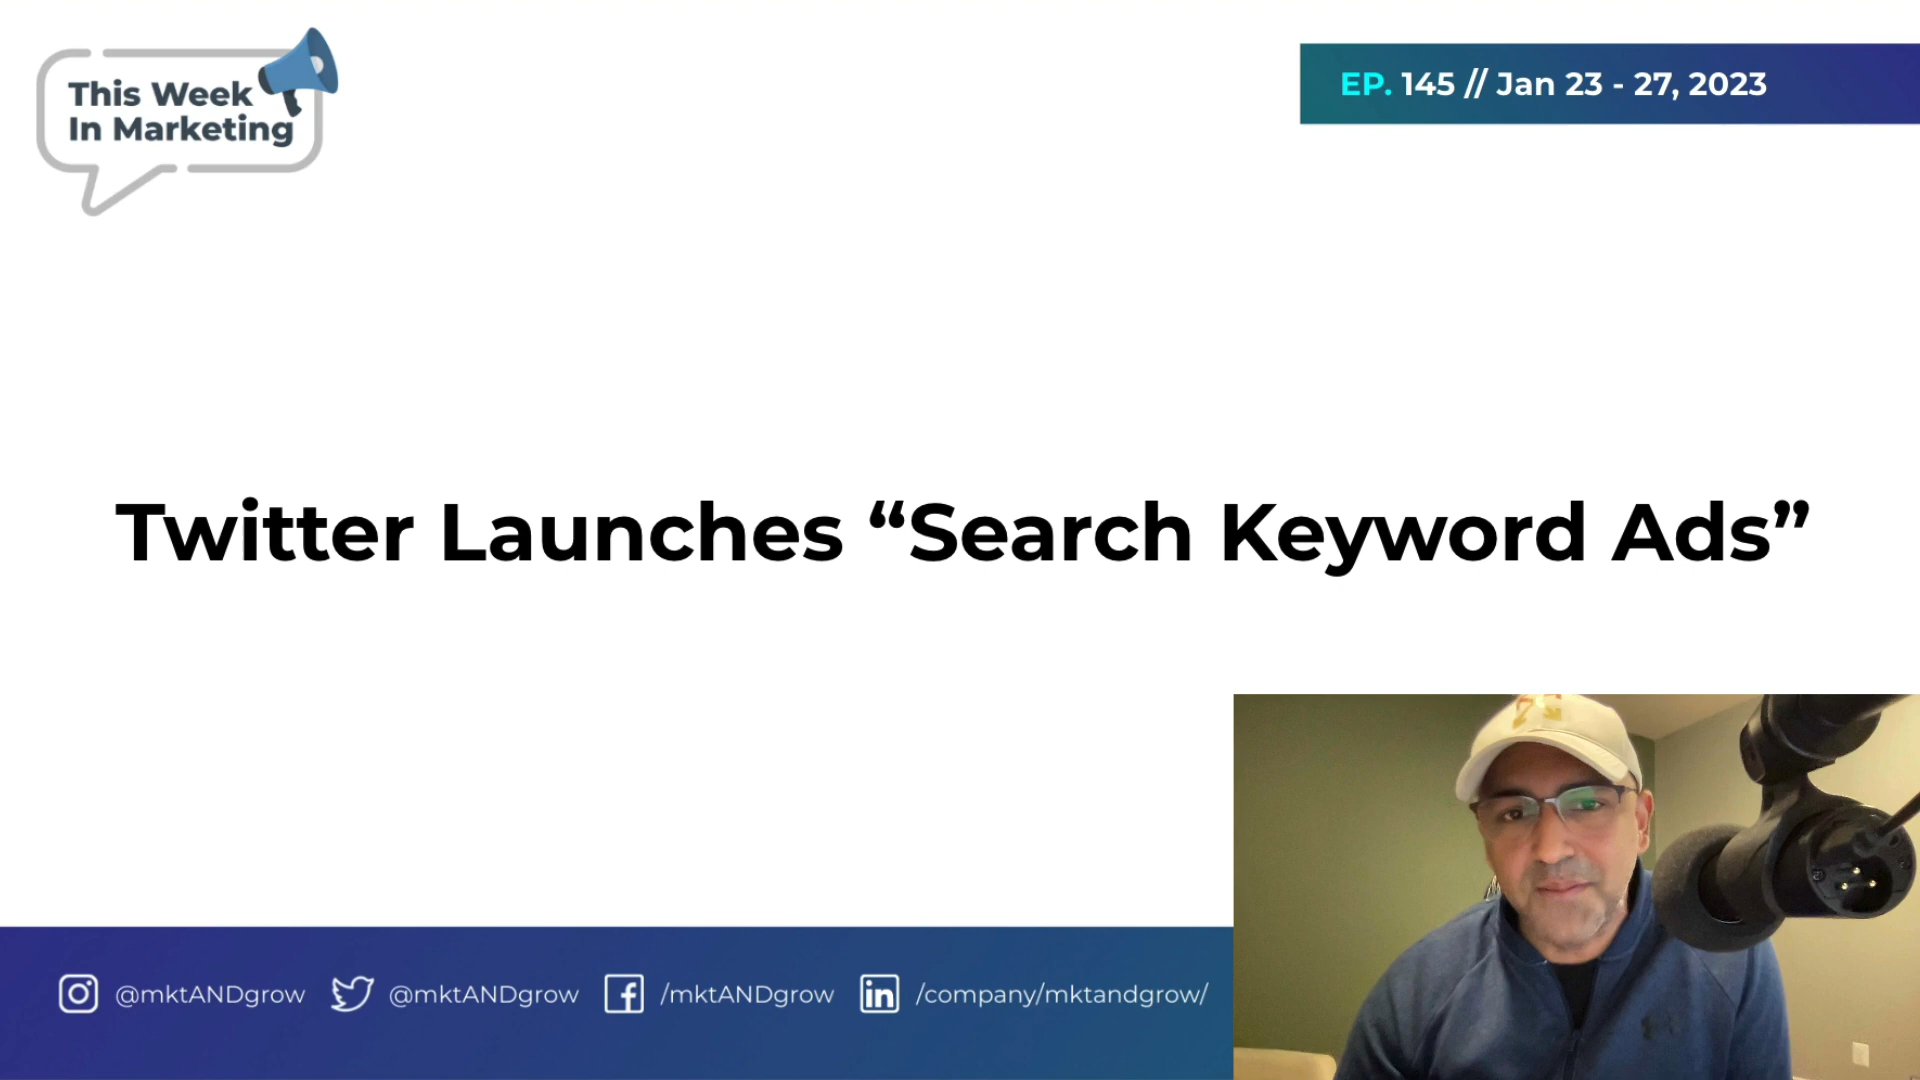 This Week
In Marketing
EP. 145 // Jan 23 - 27, 2023
Twitter Launches “Search Keyword Ads”
@mktANDgrow @mktANDgrow /mktANDgrow /company/mktandgrow/